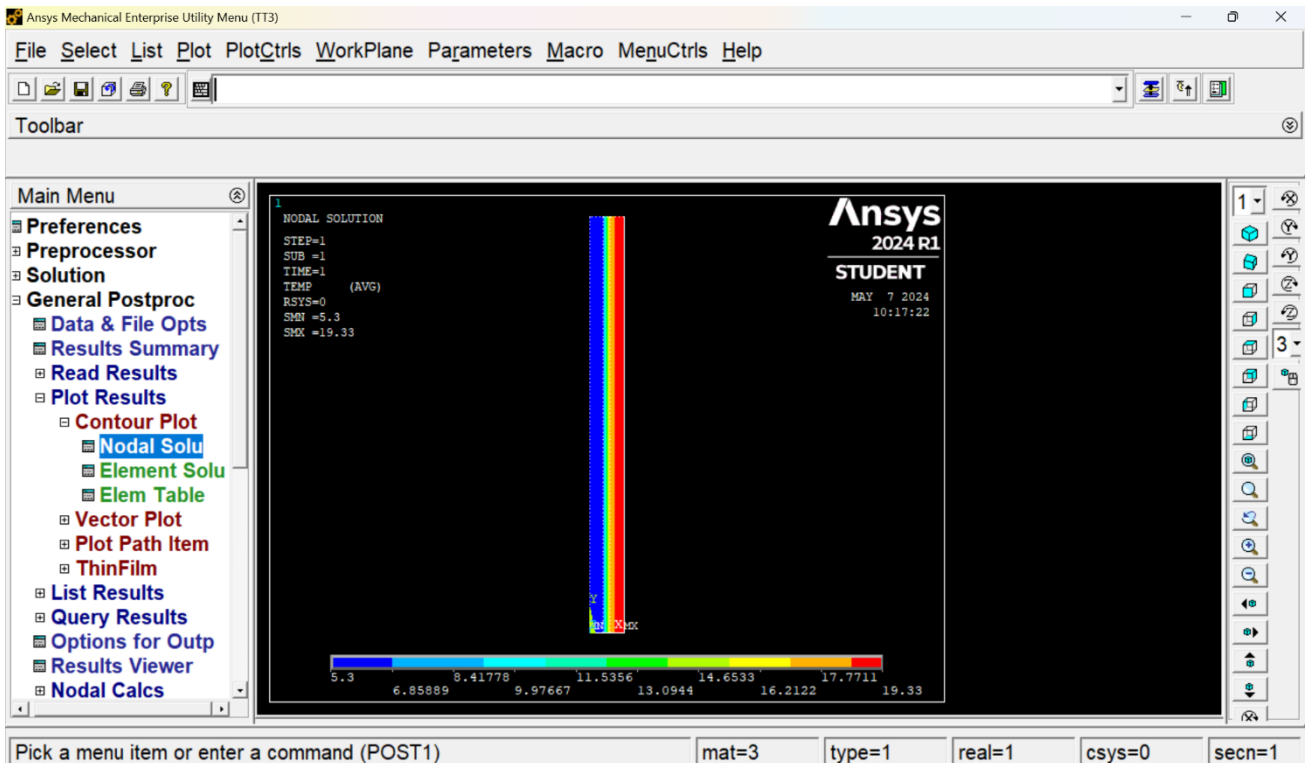 Ansys Mechanical Enterprise Utility Menu (TT3)
File Select List Plot PlotCtrls WorkPlane Parameters Macro MenuCtrls Help
Toolbar
Main Menu
Preferences
Preprocessor
Solution
General Postproc
Data & File Opts
Results Summary
Read Results
Plot Results
Contour Plot
Nodal Solu
Element Solu
Elem Table
Vector Plot
Plot Path Item
ThinFilm
List Results
Query Results
Options for Outp
Results Viewer
Nodal Calcs
1
NODAL SOLUTION
STEP=1
SUB =1
TIME=1
TEMP (AVG)
RSYS=0
SMN =5.3
SMX =19.33
Ansys
2024 R1
STUDENT
MAY 7 2024
10:17:22
Y
MN X MX
5.3 8.41778 11.5356 14.6533 17.7711
6.85889 9.97667 13.0944 16.2122 19.33
1
3
Pick a menu item or enter a command (POST1) mat=3 type=1 real=1 csys=0 secn=1